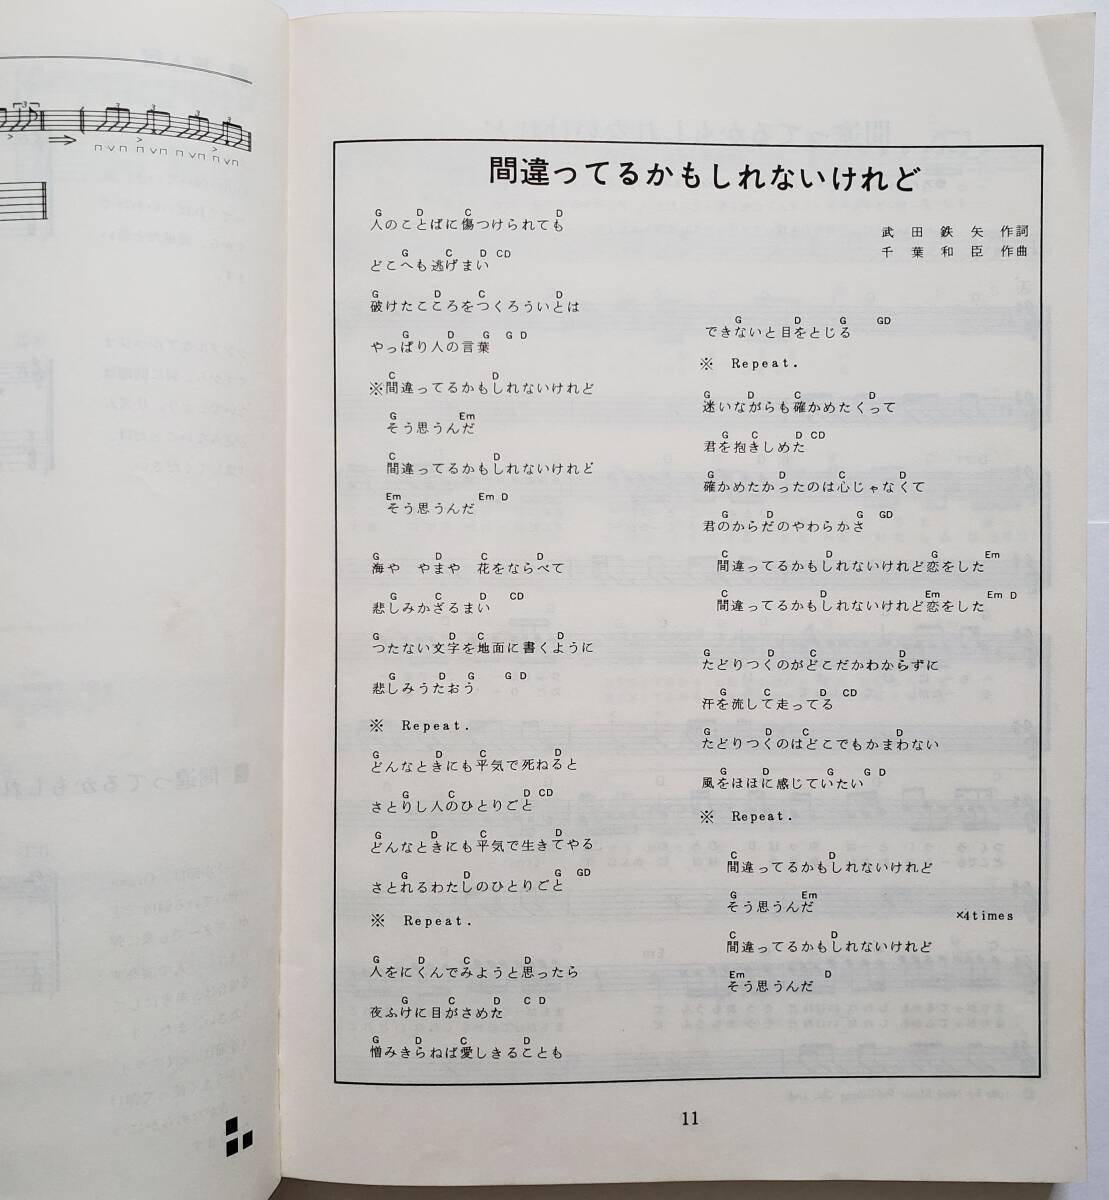 間違ってるかもしれないけれど
武田鉄矢 作詞
千葉和臣 作曲
G D C D
人のことばに傷つけられても
G C D CD
どこへも逃げまい
G D C D
破けたこころをつくろういとは
G D G G D
やっぱり人の言葉
C D
※間違ってるかもしれないけれど
G Em
そう思うんだ
C D
間違ってるかもしれないけれど
Em Em D
そう思うんだ
G D C D
海や やまや 花をならべて
G C D CD
悲しみかざるまい
G D C D
つたない文字を地面に書くように
G D G G D
悲しみうたおう
※ Repeat.
G D C D
どんなときにも平気で死ねると
G C D CD
さとりし人のひとりごと
G D C D
どんなときにも平気で生きてやる
G D G GD
さとれるわたしのひとりごと
※ Repeat.
G D C D
人をにくんでみようと思ったら
G C D C D
夜ふけに目がさめた
G D C D
憎みきらねば愛しきることも
G D G GD
できないと目をとじる
※ Repeat.
G D C D
迷いながらも確かめたくって
G C D CD
君を抱きしめた
G D C D
確かめたかったのは心じゃなくて
G D G GD
君のからだのやわらかさ
C D G Em
間違ってるかもしれないけれど恋をした
C D Em Em D
間違ってるかもしれないけれど恋をした
G D C D
たどりつくのがどこだかわからずに
G C D CD
汗を流して走ってる
G D C D
たどりつくのはどこでもかまわない
G D G G D
風をほほに感じていたい
※ Repeat.
C D
間違ってるかもしれないけれど
G Em
そう思うんだ
×4times
C D
間違ってるかもしれないけれど
Em D
そう思うんだ
11